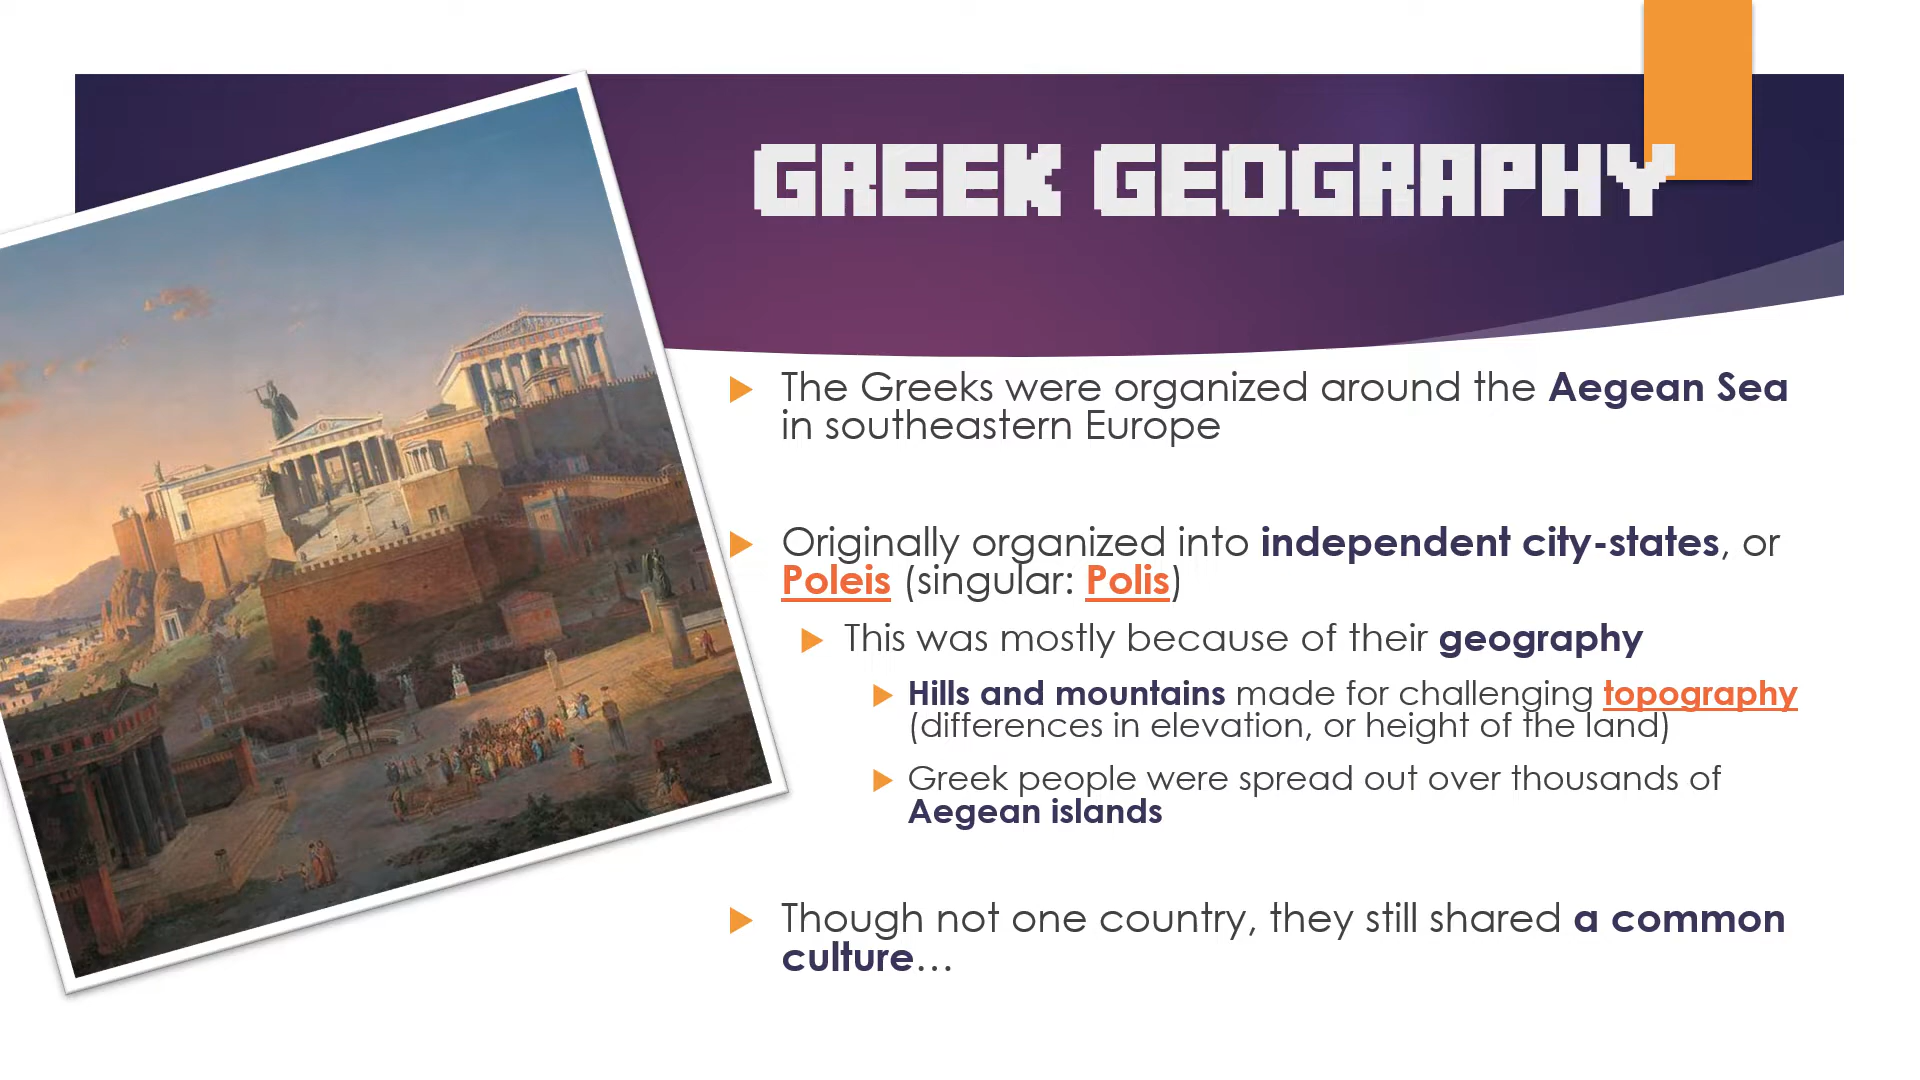 GREEK GEOGRAPHY
The Greeks were organized around the Aegean Sea
in southeastern Europe
Originally organized into independent city-states, or
Poleis (singular: Polis)
This was mostly because of their geography
Hills and mountains made for challenging topography
(differences in elevation, or height of the land)
Greek people were spread out over thousands of
Aegean islands
Though not one country, they still shared a common
culture…